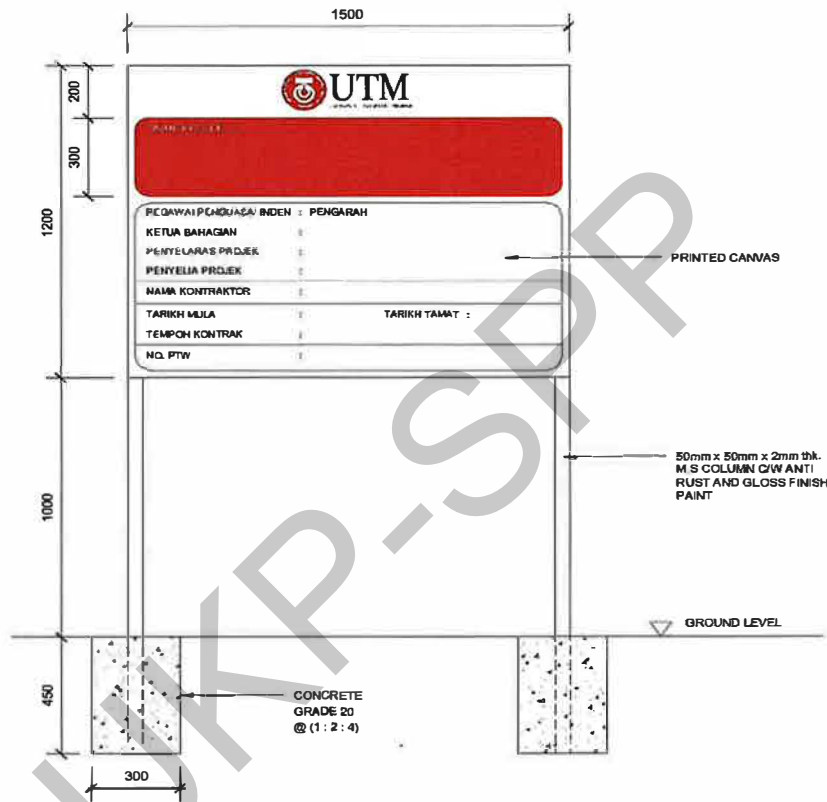 1500
200
300
1200
1000
450
300
UTM
PEGAWAI PENGUASA/ INDEN : PENGARAH
KETUA BAHAGIAN :
PENYELARAS PROJEK :
PENYELIA PROJEK :
NAMA KONTRAKTOR :
TARIKH MULA : TARIKH TAMAT :
TEMPOH KONTRAK :
NO. PTW :
PRINTED CANVAS
50mm x 50mm x 2mm thk.
M.S COLUMN C/W ANTI
RUST AND GLOSS FINISH
PAINT
GROUND LEVEL
CONCRETE
GRADE 20
@ (1 : 2 : 4)
UKP-SPP